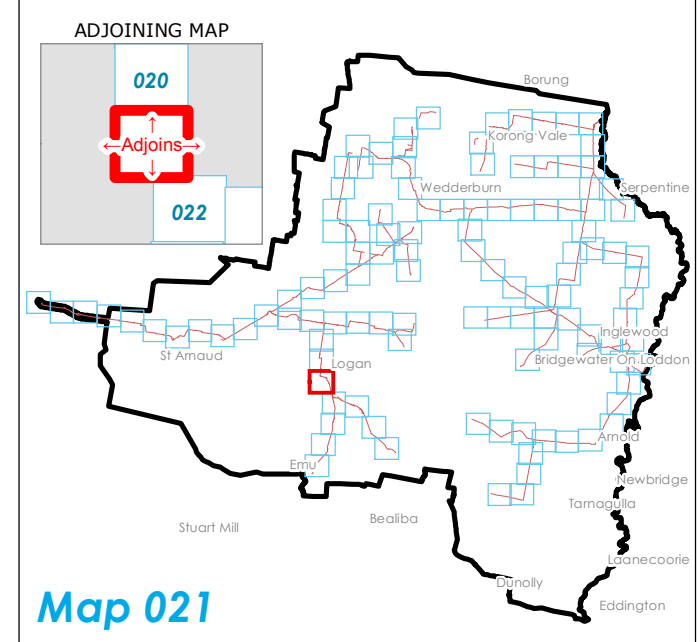 ADJOINING MAP
020
←Adjoins→
022
Borung
Korong Vale
Wedderburn
Serpentine
St Arnaud
Logan
Inglewood
Bridgewater On Loddon
Emu
Arnold
Newbridge
Tarnagulla
Stuart Mill
Bealiba
Laanecoorie
Dunolly
Eddington
Map 021